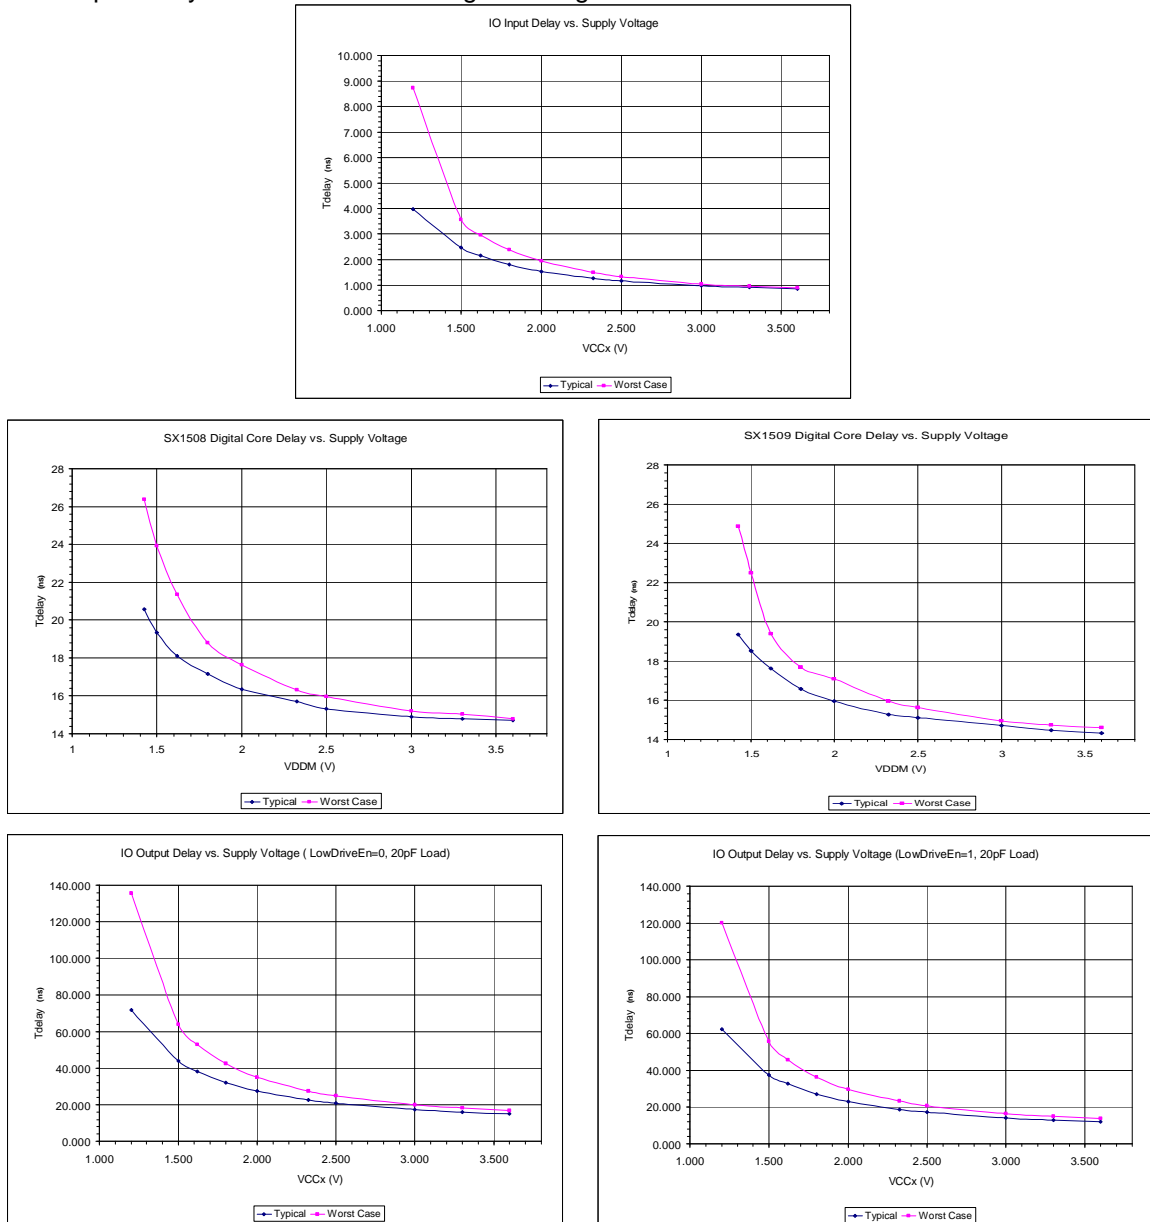 IO Input Delay vs. Supply Voltage
10.000
9.000
8.000
7.000
6.000
5.000
4.000
3.000
2.000
1.000
0.000
Tdelay (ns)
1.000 1.500 2.000 2.500 3.000 3.500
VCCx (V)
Typical Worst Case
SX1508 Digital Core Delay vs. Supply Voltage
28
26
24
22
20
18
16
14
Tdelay (ns)
1 1.5 2 2.5 3 3.5
VDDM (V)
Typical Worst Case
SX1509 Digital Core Delay vs. Supply Voltage
28
26
24
22
20
18
16
14
Tdelay (ns)
1 1.5 2 2.5 3 3.5
VDDM (V)
Typical Worst Case
IO Output Delay vs. Supply Voltage ( LowDriveEn=0, 20pF Load)
140.000
120.000
100.000
80.000
60.000
40.000
20.000
0.000
Tdelay (ns)
1.000 1.500 2.000 2.500 3.000 3.500
VCCx (V)
Typical Worst Case
IO Output Delay vs. Supply Voltage (LowDriveEn=1, 20pF Load)
140.000
120.000
100.000
80.000
60.000
40.000
20.000
0.000
Tdelay (ns)
1.000 1.500 2.000 2.500 3.000 3.500
VCCx (V)
Typical Worst Case